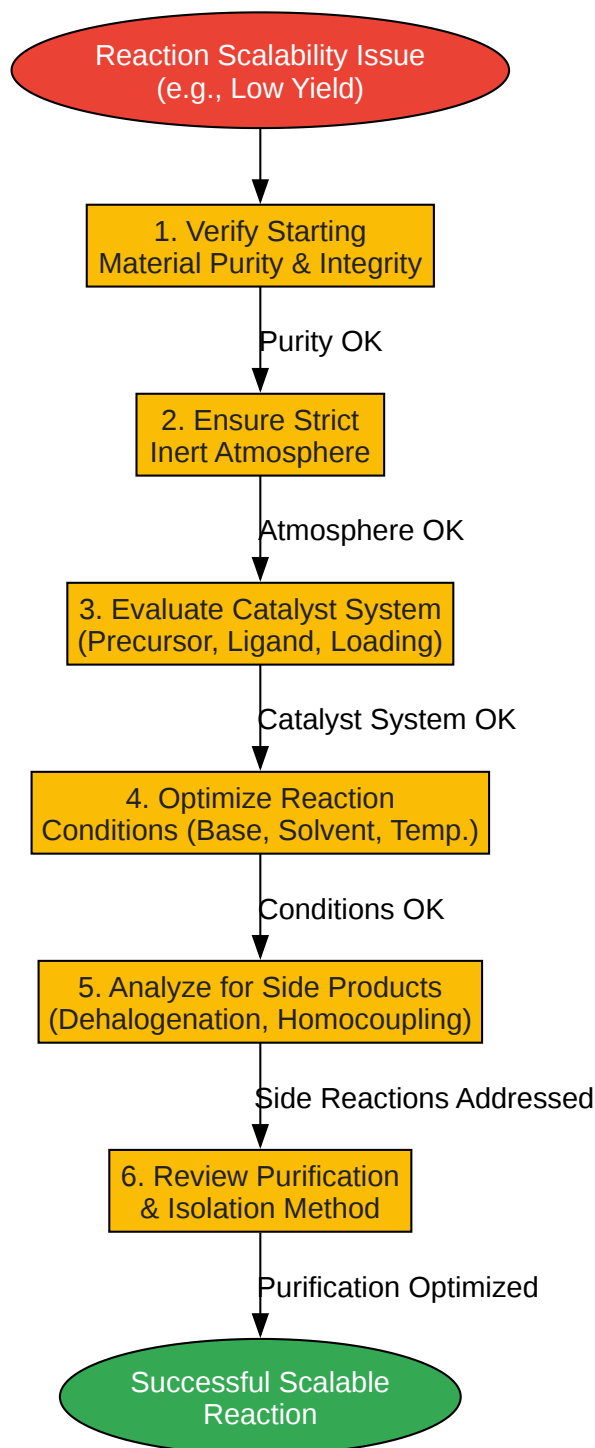 Reaction Scalability Issue
(e.g., Low Yield)
1. Verify Starting
Material Purity & Integrity
Purity OK
2. Ensure Strict
Inert Atmosphere
Atmosphere OK
3. Evaluate Catalyst System
(Precursor, Ligand, Loading)
Catalyst System OK
4. Optimize Reaction
Conditions (Base, Solvent, Temp.)
Conditions OK
5. Analyze for Side Products
(Dehalogenation, Homocoupling)
Side Reactions Addressed
6. Review Purification
& Isolation Method
Purification Optimized
Successful Scalable
Reaction